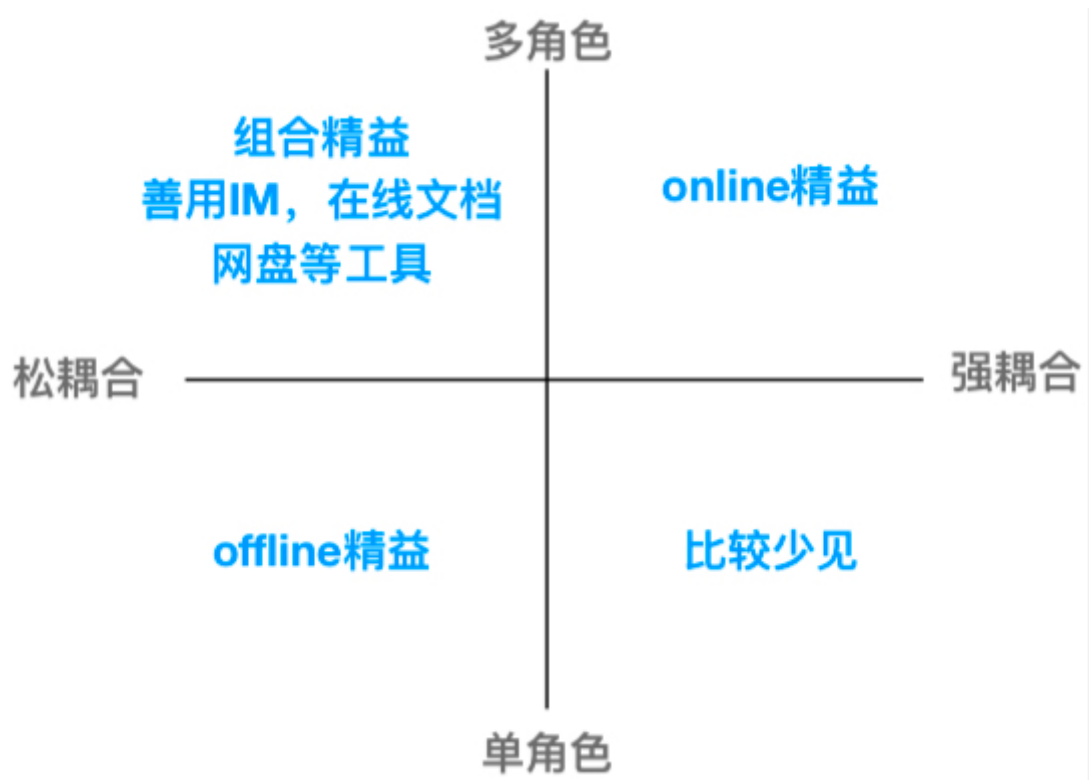 多角色
组合精益
善用IM，在线文档
网盘等工具
online精益
松耦合
强耦合
offline精益
比较少见
单角色